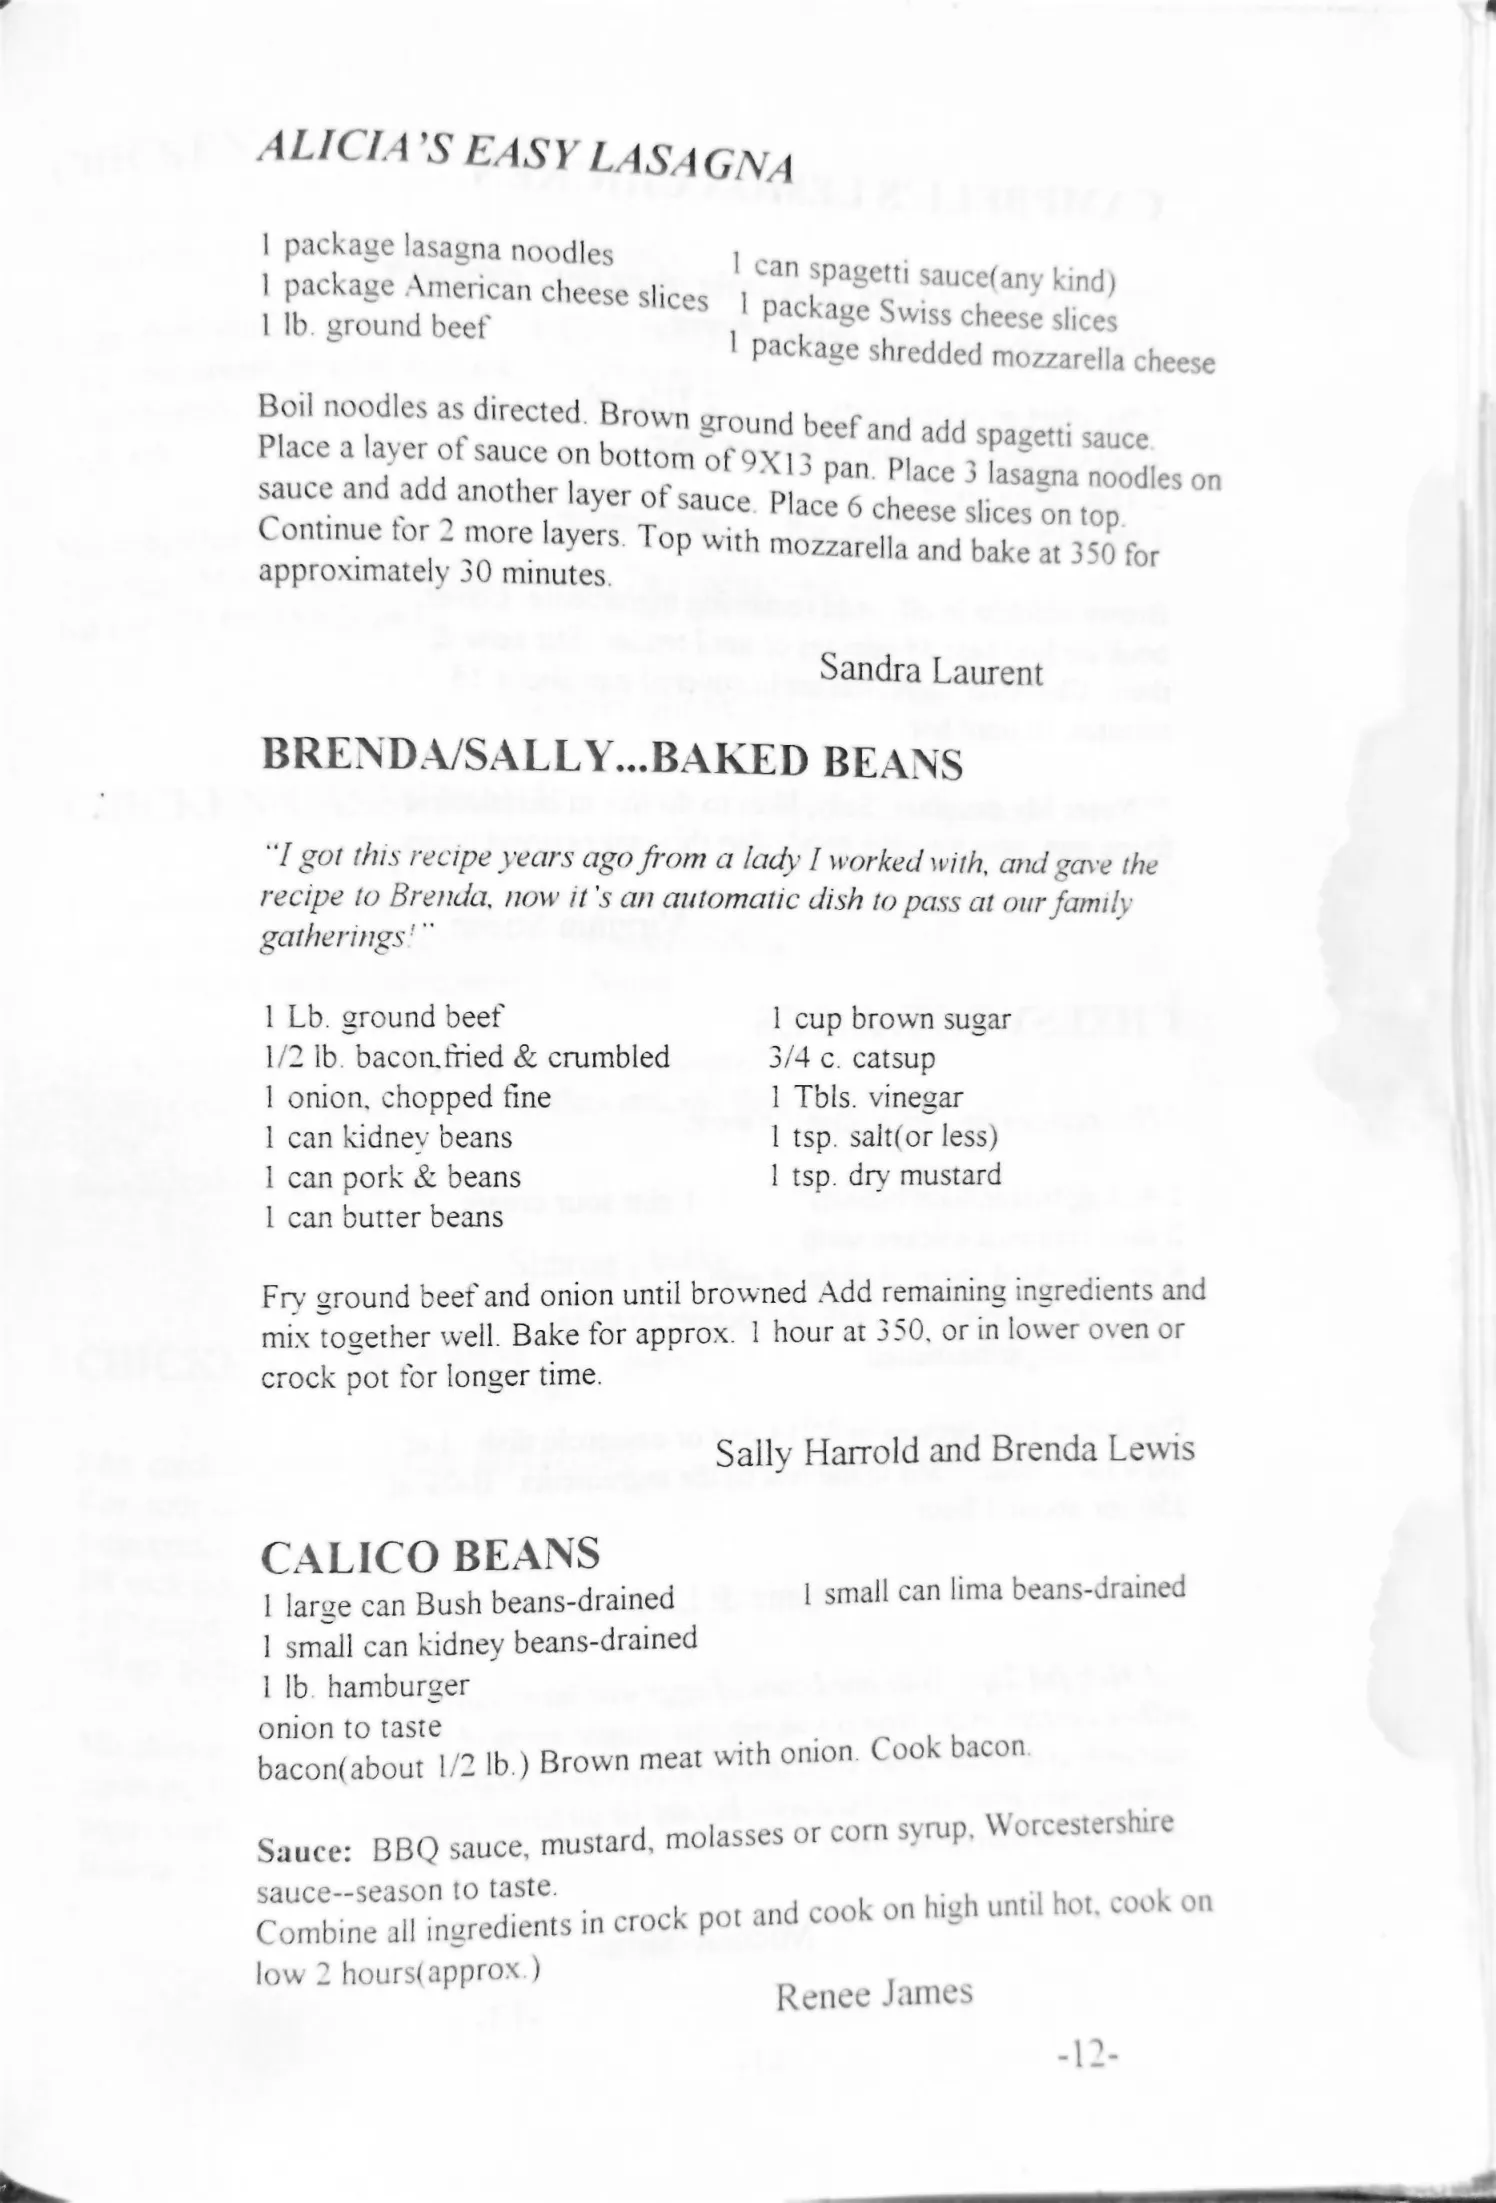 ALICIA'S EASY LASAGNA
1 package lasagna noodles 1 can spagetti sauce(any kind)
1 package American cheese slices 1 package Swiss cheese slices
1 lb. ground beef 1 package shredded mozzarella cheese
Boil noodles as directed. Brown ground beef and add spagetti sauce.
Place a layer of sauce on bottom of 9X13 pan. Place 3 lasagna noodles on
sauce and add another layer of sauce. Place 6 cheese slices on top.
Continue for 2 more layers. Top with mozzarella and bake at 350 for
approximately 30 minutes.
Sandra Laurent
BRENDA/SALLY...BAKED BEANS
"I got this recipe years ago from a lady I worked with, and gave the
recipe to Brenda, now it's an automatic dish to pass at our family
gatherings!"
1 Lb. ground beef 1 cup brown sugar
1/2 lb. bacon,fried & crumbled 3/4 c. catsup
1 onion, chopped fine 1 Tbls. vinegar
1 can kidney beans 1 tsp. salt(or less)
1 can pork & beans 1 tsp. dry mustard
1 can butter beans
Fry ground beef and onion until browned Add remaining ingredients and
mix together well. Bake for approx. 1 hour at 350, or in lower oven or
crock pot for longer time.
Sally Harrold and Brenda Lewis
CALICO BEANS
1 large can Bush beans-drained 1 small can lima beans-drained
1 small can kidney beans-drained
1 lb. hamburger
onion to taste
bacon(about 1/2 lb.) Brown meat with onion. Cook bacon.
Sauce: BBQ sauce, mustard, molasses or corn syrup, Worcestershire
sauce--season to taste.
Combine all ingredients in crock pot and cook on high until hot, cook on
low 2 hours(approx.)
Renee James
-12-